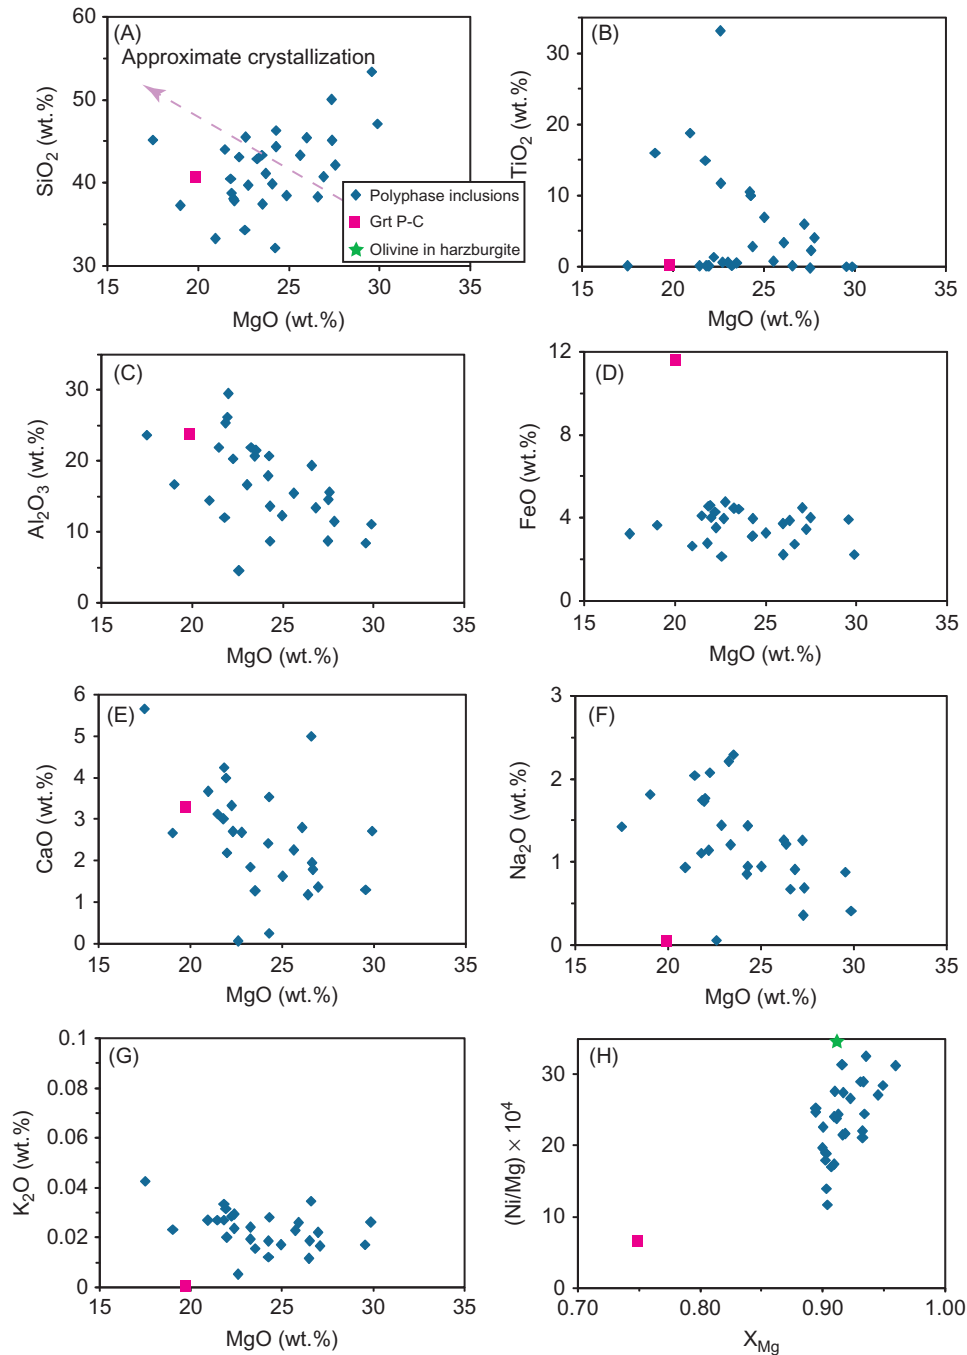 (A)
Approximate crystallization
60
50
40
30
15 20 25 30 35
SiO2 (wt.%)
MgO (wt.%)
Polyphase inclusions
Grt P-C
Olivine in harzburgite
(B)
30
20
10
0
15 20 25 30 35
TiO2 (wt.%)
MgO (wt.%)
(C)
30
20
10
0
15 20 25 30 35
Al2O3 (wt.%)
MgO (wt.%)
(D)
12
8
4
0
15 20 25 30 35
FeO (wt.%)
MgO (wt.%)
(E)
6
5
4
3
2
1
0
15 20 25 30 35
CaO (wt.%)
MgO (wt.%)
(F)
3
2
1
0
15 20 25 30 35
Na2O (wt.%)
MgO (wt.%)
(G)
0.1
0.08
0.06
0.04
0.02
0
15 20 25 30 35
K2O (wt.%)
MgO (wt.%)
(H)
30
20
10
0
0.70 0.80 0.90 1.00
(Ni/Mg) × 10⁴
XMg